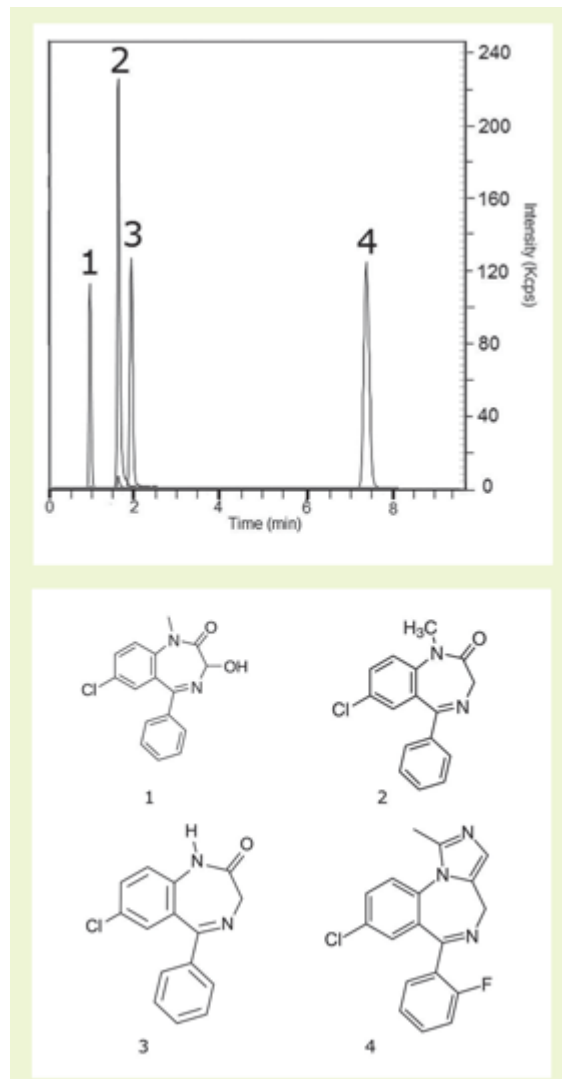 2
3
1
4
240
200
160
120
80
40
0
Intensity (Kcps)
0 2 4 6 8
Time (min)
N O
OH
Cl N
1
H₃C
N O
Cl N
2
H
N O
Cl N
3
N
N
Cl N
F
4